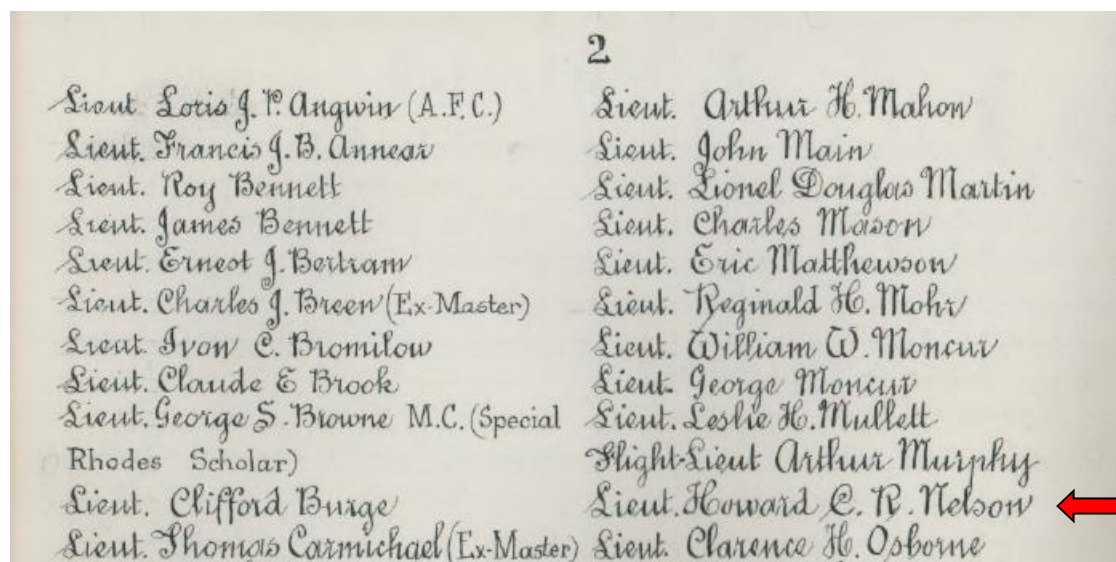 2
Lieut. Loris J. P. Angwin (A.F.C.)
Lieut. Francis J. B. Annear
Lieut. Roy Bennett
Lieut. James Bennett
Lieut. Ernest J. Bertram
Lieut. Charles J. Breen (Ex-Master)
Lieut. Ivon C. Bromilow
Lieut. Claude E Brook
Lieut. George S. Browne M.C. (Special
Rhodes Scholar)
Lieut. Clifford Burge
Lieut. Thomas Carmichael (Ex-Master)
Lieut. Arthur H. Mahon
Lieut. John Main
Lieut. Lionel Douglas Martin
Lieut. Charles Mason
Lieut. Eric Matthewson
Lieut. Reginald H. Mohr
Lieut. William W. Moncur
Lieut. George Moncur
Lieut. Leslie H. Mullett
Flight-Lieut Arthur Murphy
Lieut. Howard C. R. Nelson
Lieut. Clarence H. Osborne